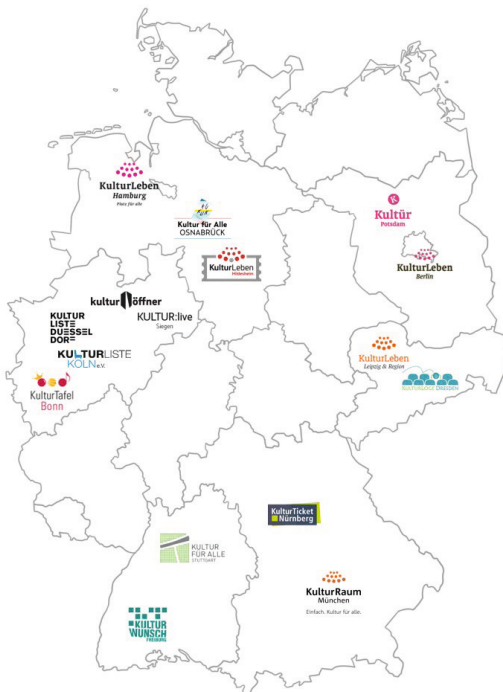 KulturLeben
Hamburg
Platz für alle
Kultur für Alle
OSNABRÜCK
K
Kultür
Potsdam
KulturLeben
Hildesheim
KulturLeben
Berlin
kulturöffner
KULTUR:live
Siegen
KULTUR
LISTE
DUESSEL
DORF
KULTURLISTE
KÖLN e.V.
KulturLeben
Leipzig & Region
KulturTafel
Bonn
KULTURLOGE DRESDEN
KulturTicket
Nürnberg
KULTUR
FÜR ALLE
STUTTGART
KulturRaum
München
Einfach. Kultur für alle.
KULTUR
WUNSCH
FREIBURG